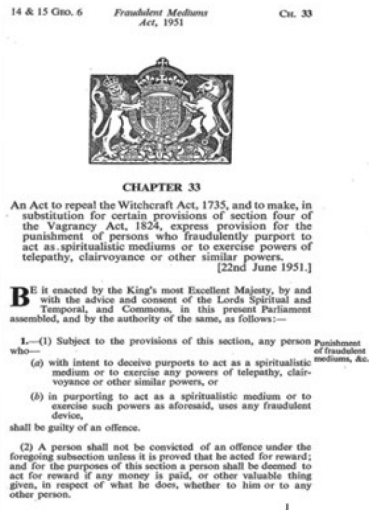 14 & 15 GEO. 6 Fraudulent Mediums CH. 33
Act, 1951
CHAPTER 33
An Act to repeal the Witchcraft Act, 1735, and to make, in
substitution for certain provisions of section four of
the Vagrancy Act, 1824, express provision for the
punishment of persons who fraudulently purport to
act as spiritualistic mediums or to exercise powers of
telepathy, clairvoyance or other similar powers.
[22nd June 1951.]
BE it enacted by the King's most Excellent Majesty, by and
with the advice and consent of the Lords Spiritual and
Temporal, and Commons, in this present Parliament
assembled, and by the authority of the same, as follows:—
1.—(1) Subject to the provisions of this section, any person
who—
Punishment
of fraudulent
mediums, &c.
(a) with intent to deceive purports to act as a spiritualistic
medium or to exercise any powers of telepathy, clair-
voyance or other similar powers, or
(b) in purporting to act as a spiritualistic medium or to
exercise such powers as aforesaid, uses any fraudulent
device,
shall be guilty of an offence.
(2) A person shall not be convicted of an offence under the
foregoing subsection unless it is proved that he acted for reward;
and for the purposes of this section a person shall be deemed to
act for reward if any money is paid, or other valuable thing
given, in respect of what he does, whether to him or to any
other person.